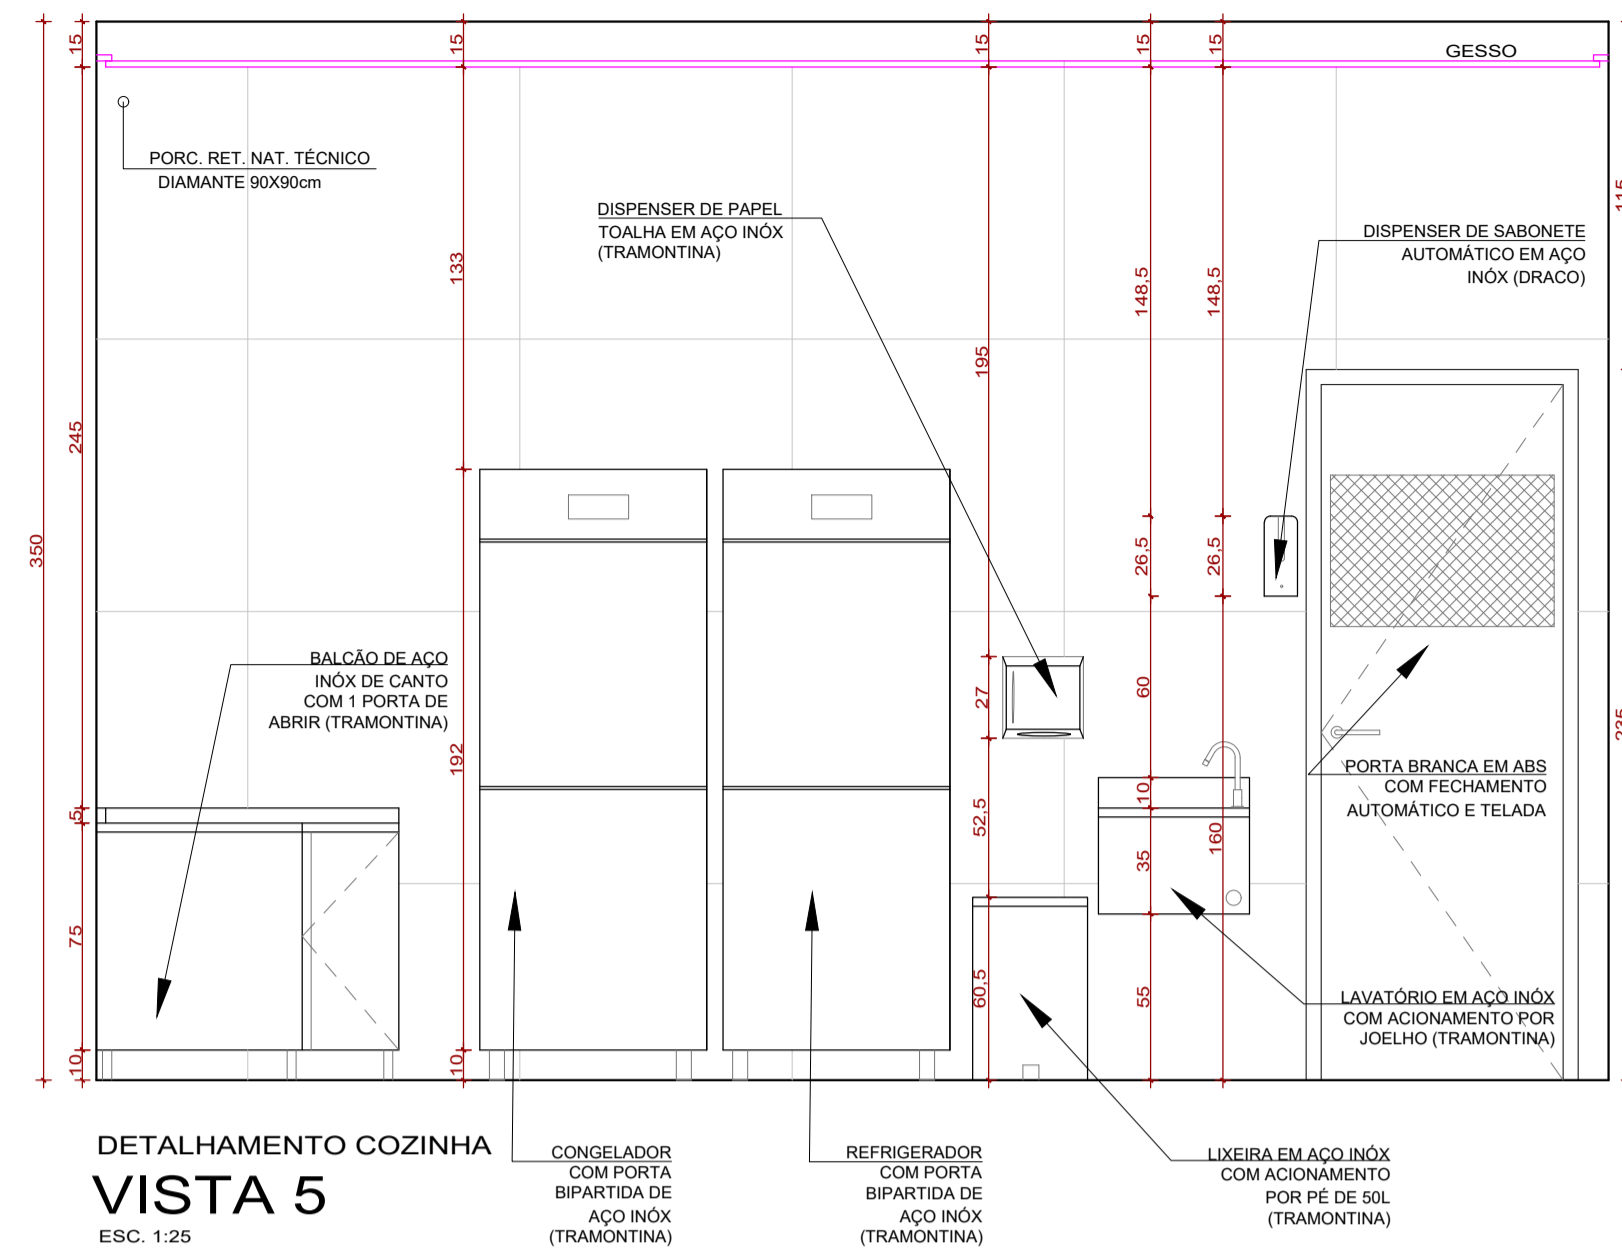 15
15
15
15
15
GESSO
PORC. RET. NAT. TÉCNICO
DIAMANTE 90X90cm
DISPENSER DE PAPEL
TOALHA EM AÇO INÓX
(TRAMONTINA)
DISPENSER DE SABONETE
AUTOMÁTICO EM AÇO
INÓX (DRACO)
115
133
148,5
148,5
195
245
350
26,5
26,5
BALCÃO DE AÇO
INÓX DE CANTO
COM 1 PORTA DE
ABRIR (TRAMONTINA)
27
60
192
235
PORTA BRANCA EM ABS
COM FECHAMENTO
AUTOMÁTICO E TELADA
5
52,5
10
160
35
75
60,5
55
LAVATÓRIO EM AÇO INÓX
COM ACIONAMENTO POR
JOELHO (TRAMONTINA)
10
10
DETALHAMENTO COZINHA
VISTA 5
ESC. 1:25
CONGELADOR
COM PORTA
BIPARTIDA DE
AÇO INÓX
(TRAMONTINA)
REFRIGERADOR
COM PORTA
BIPARTIDA DE
AÇO INÓX
(TRAMONTINA)
LIXEIRA EM AÇO INÓX
COM ACIONAMENTO
POR PÉ DE 50L
(TRAMONTINA)